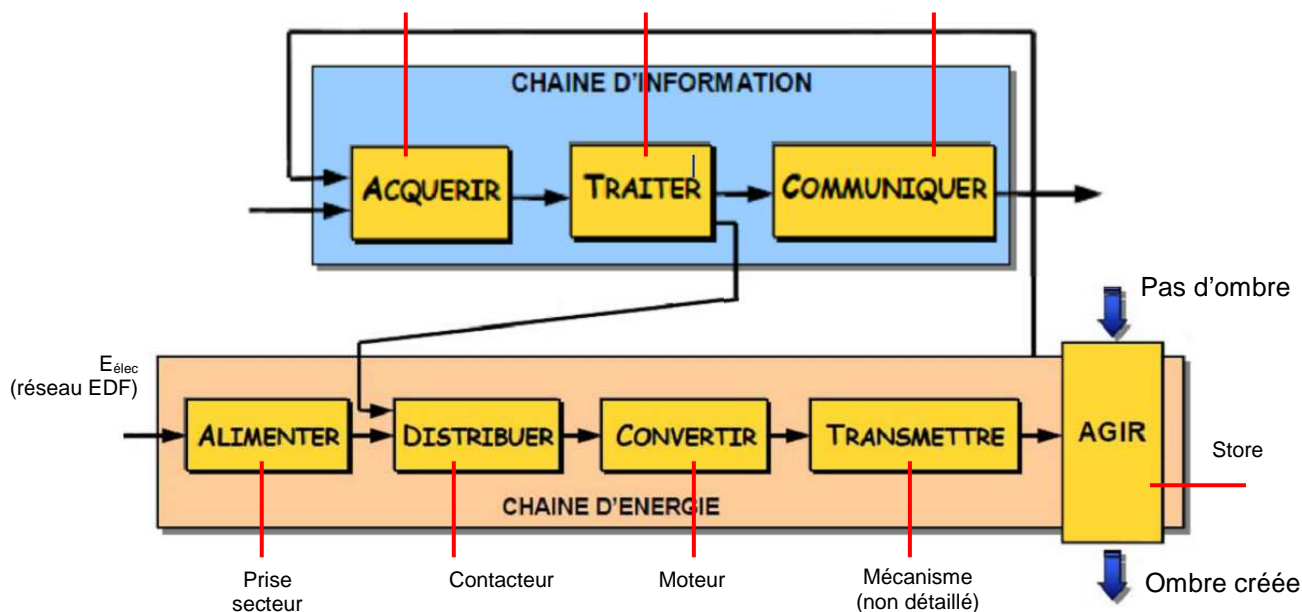 CHAINE D'INFORMATION
ACQUERIR
TRAITER
COMMUNIQUER
Pas d'ombre
Eélec
(réseau EDF)
ALIMENTER
DISTRIBUER
CONVERTIR
TRANSMETTRE
AGIR
Store
CHAINE D'ENERGIE
Prise
secteur
Contacteur
Moteur
Mécanisme
(non détaillé)
Ombre créée